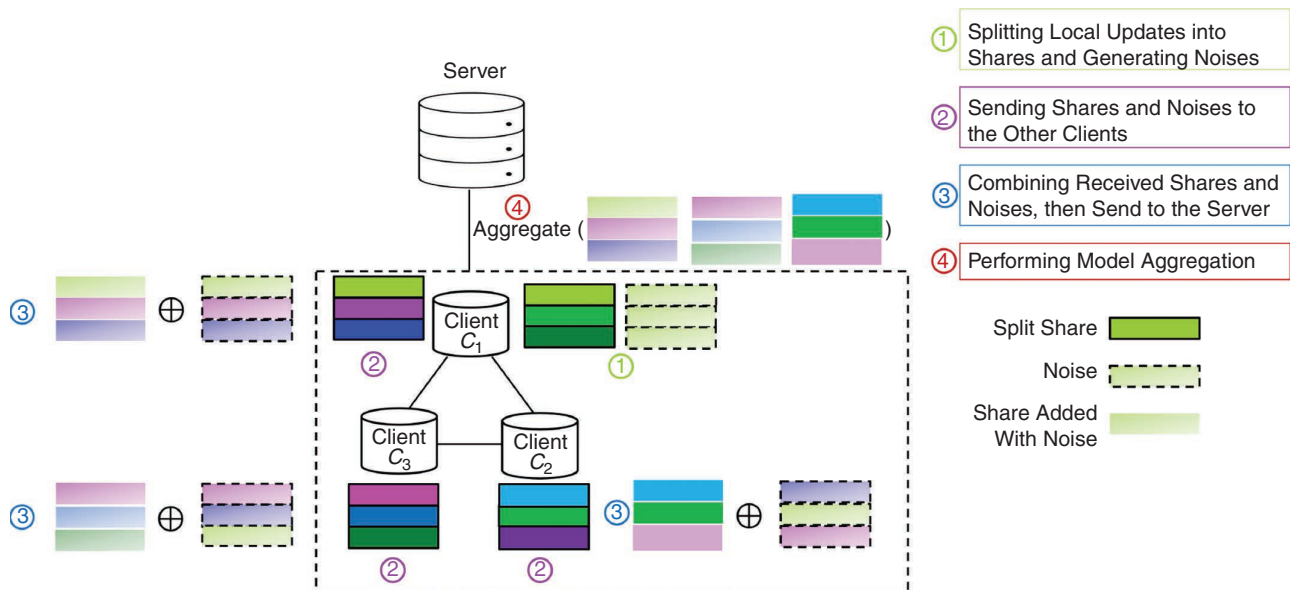 Server
④
Aggregate ( )
① Splitting Local Updates into
Shares and Generating Noises
② Sending Shares and Noises to
the Other Clients
③ Combining Received Shares and
Noises, then Send to the Server
④ Performing Model Aggregation
Split Share
Noise
Share Added
With Noise
③ ⊕
Client
C1
②
①
Client
C3
Client
C2
③ ⊕
③ ⊕
②
②